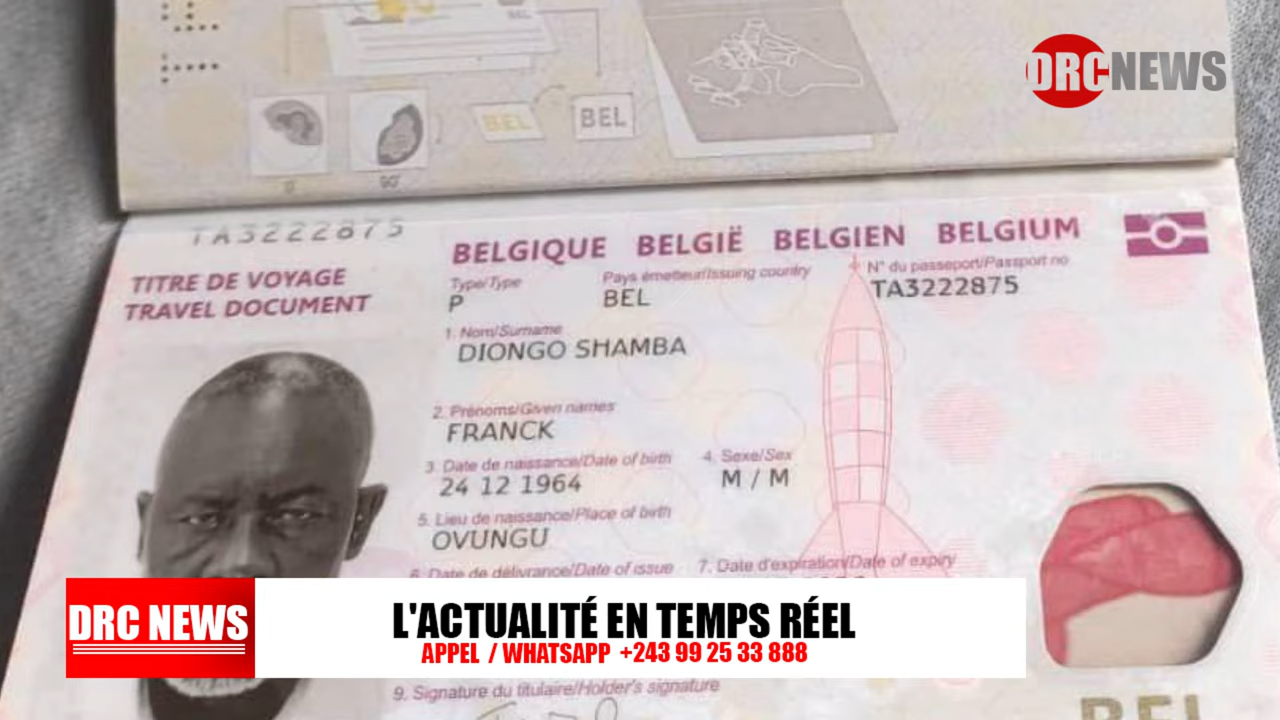 BEL
BEL
0°
90°
DRCNEWS
TA3222875
TITRE DE VOYAGE
TRAVEL DOCUMENT
BELGIQUE BELGIË BELGIEN BELGIUM
Type/Type
P
Pays émetteur/Issuing country
BEL
N° du passeport/Passport no
TA3222875
1. Nom/Surname
DIONGO SHAMBA
2. Prénoms/Given names
FRANCK
3. Date de naissance/Date of birth
24 12 1964
4. Sexe/Sex
M / M
5. Lieu de naissance/Place of birth
OVUNGU
6. Date de délivrance/Date of issue
7. Date d'expiration/Date of expiry
DRC NEWS
L'ACTUALITÉ EN TEMPS RÉEL
APPEL / WHATSAPP +243 99 25 33 888
9. Signature du titulaire/Holder's signature
BEL